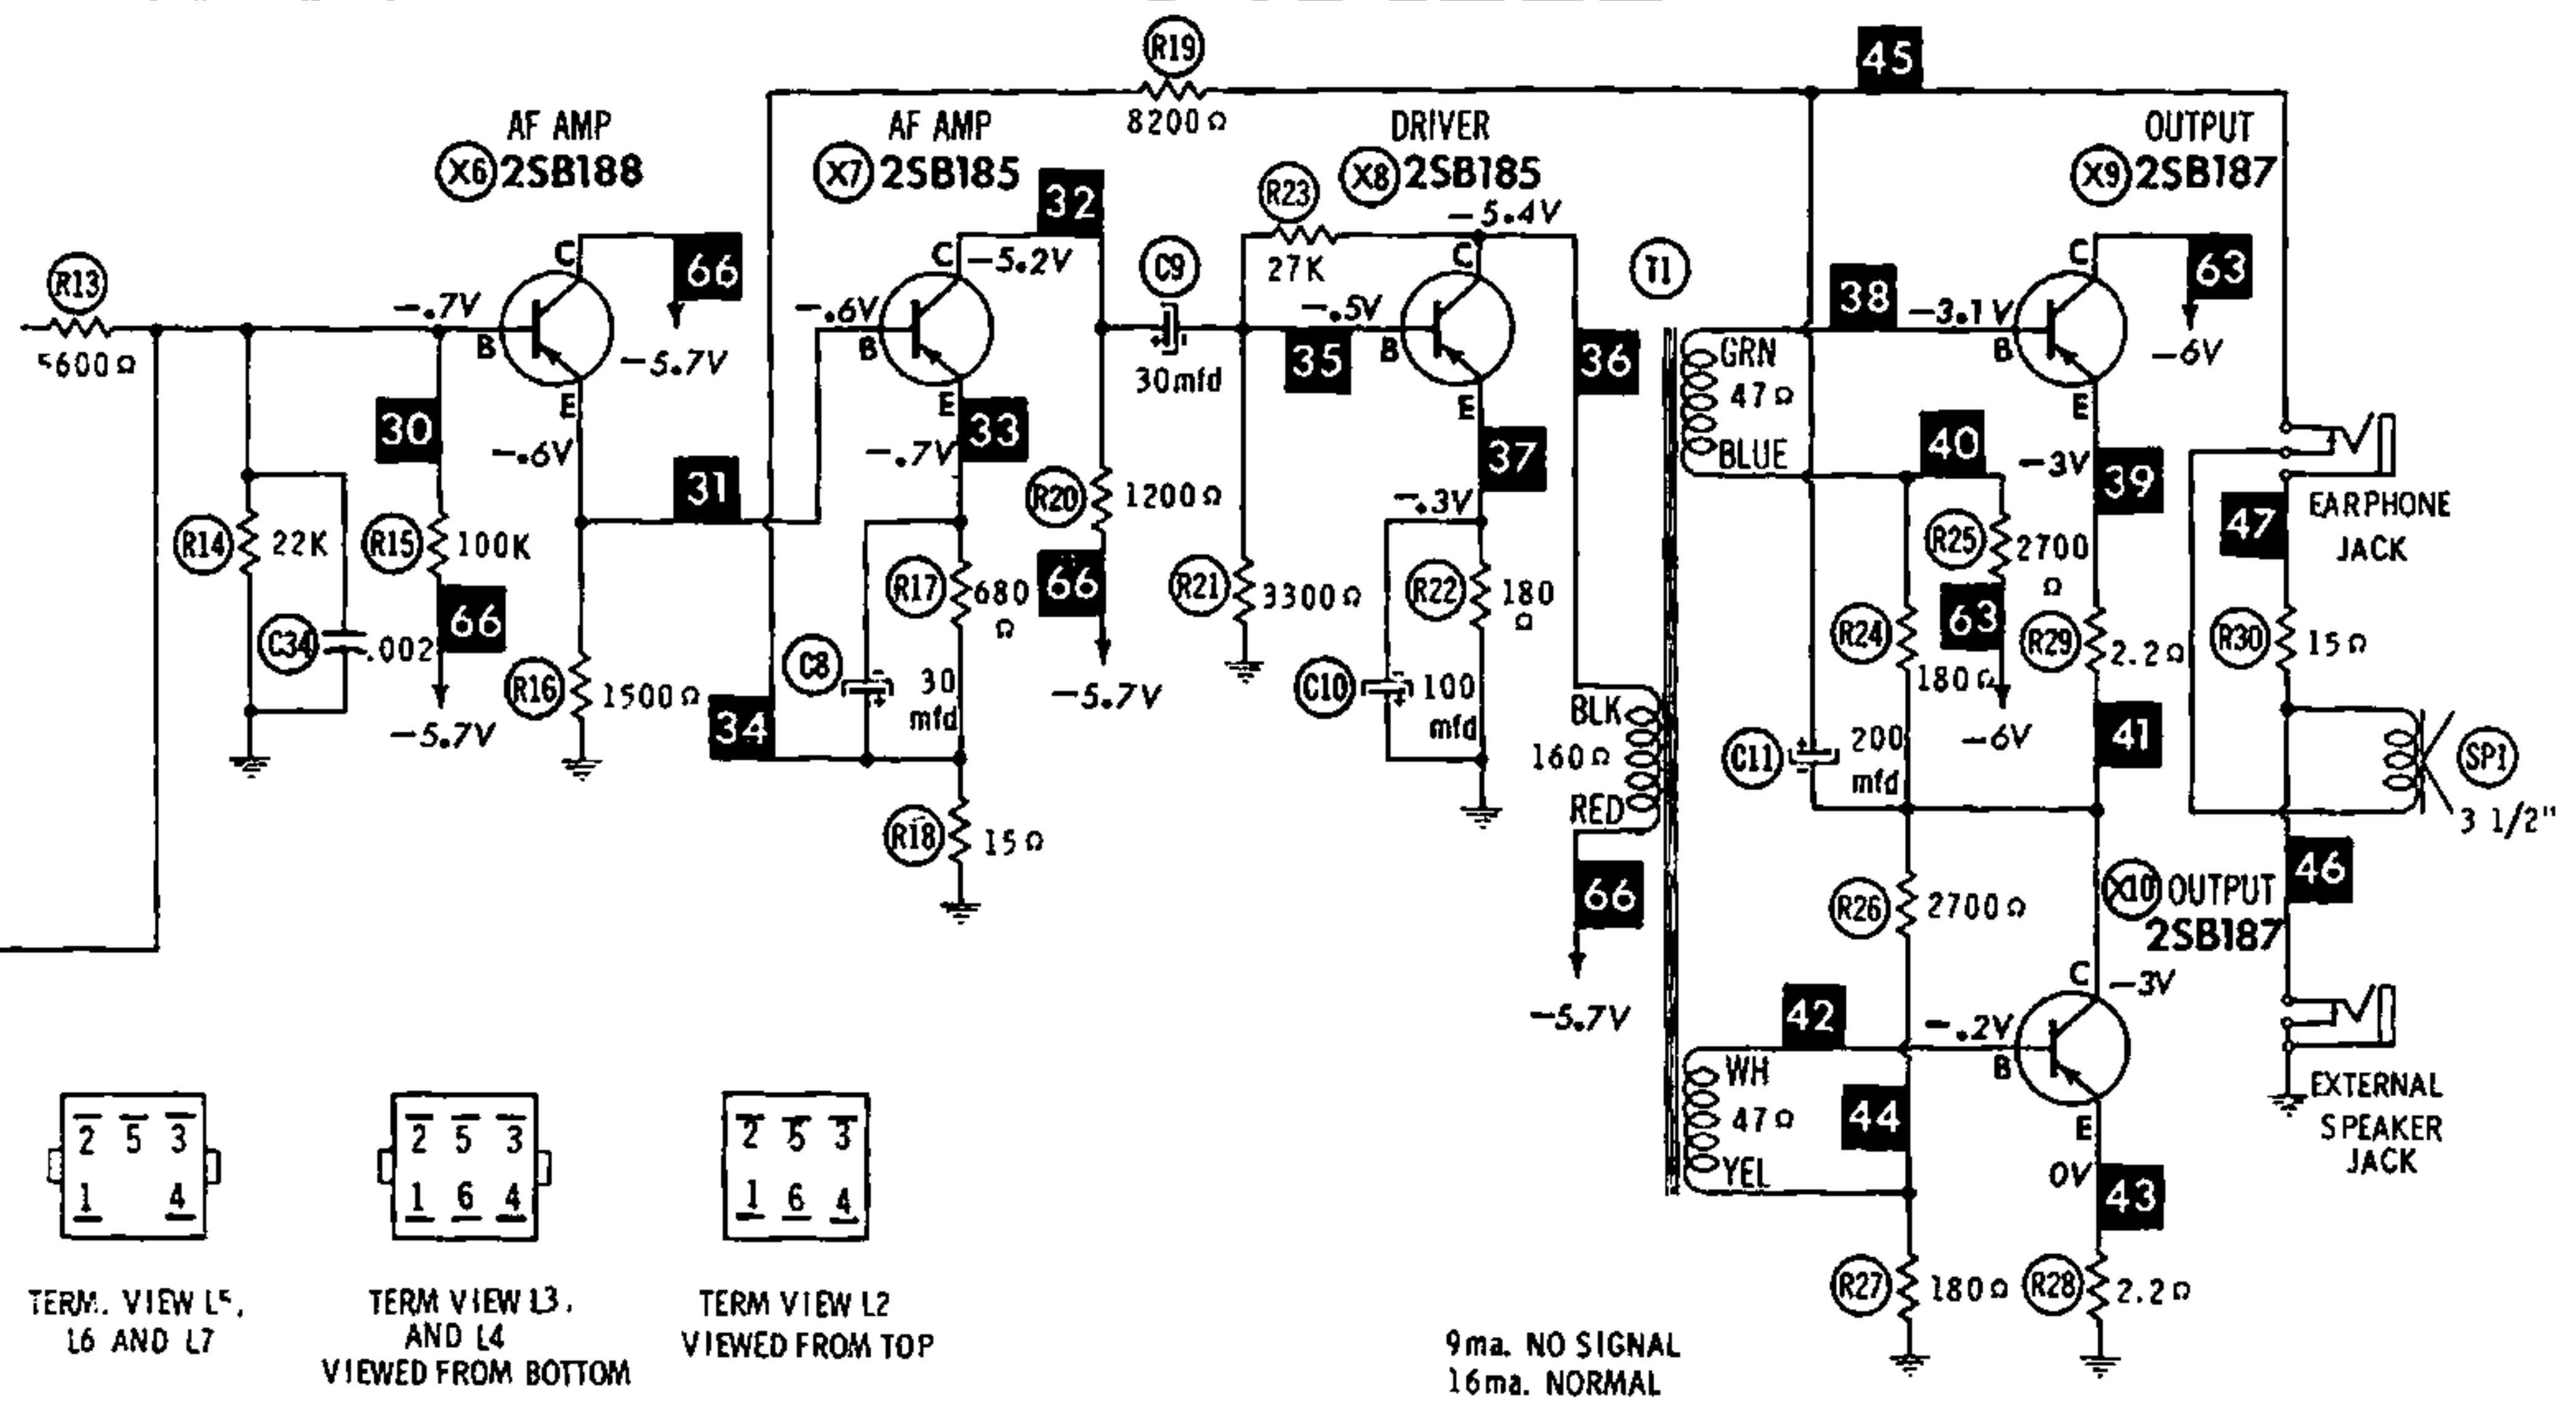 R19
8200Ω
45
AF AMP
X6 2SB188
AF AMP
X7 2SB185
DRIVER
X8 2SB185
OUTPUT
X9 2SB187
R13
5600Ω
-.7V
B
C
E
66
-5.7V
-.6V
30
R14
22K
C34
.002
R15
100K
66
-5.7V
31
R16
1500Ω
34
-.6V
B
C
-5.2V
32
E
33
-.7V
R17
680
Ω
C8
30
mfd
R18
15Ω
R20
1200Ω
66
-5.7V
C9
30mfd
R23
27K
-5.4V
-.5V
35
B
C
E
36
37
-.3V
R21
3300Ω
R22
180
Ω
C10
100
mfd
T1
BLK
160Ω
RED
66
-5.7V
GRN
47Ω
BLUE
38
-3.1V
B
C
E
63
-6V
40
-3V
39
R25
2700
Ω
63
-6V
R24
180Ω
R29
2.2Ω
41
C11
200
mfd
R26
2700Ω
EARPHONE
JACK
47
R30
15Ω
SP1
3 1/2"
46
X10 OUTPUT
2SB187
C
-3V
42
-.2V
B
E
0V
43
WH
47Ω
YEL
44
R27
180Ω
R28
2.2Ω
EXTERNAL
SPEAKER
JACK
2 5 3
1 4
TERM. VIEW L5,
L6 AND L7
2 5 3
1 6 4
TERM VIEW L3,
AND L4
VIEWED FROM BOTTOM
2 5 3
1 6 4
TERM VIEW L2
VIEWED FROM TOP
9ma. NO SIGNAL
16ma. NORMAL